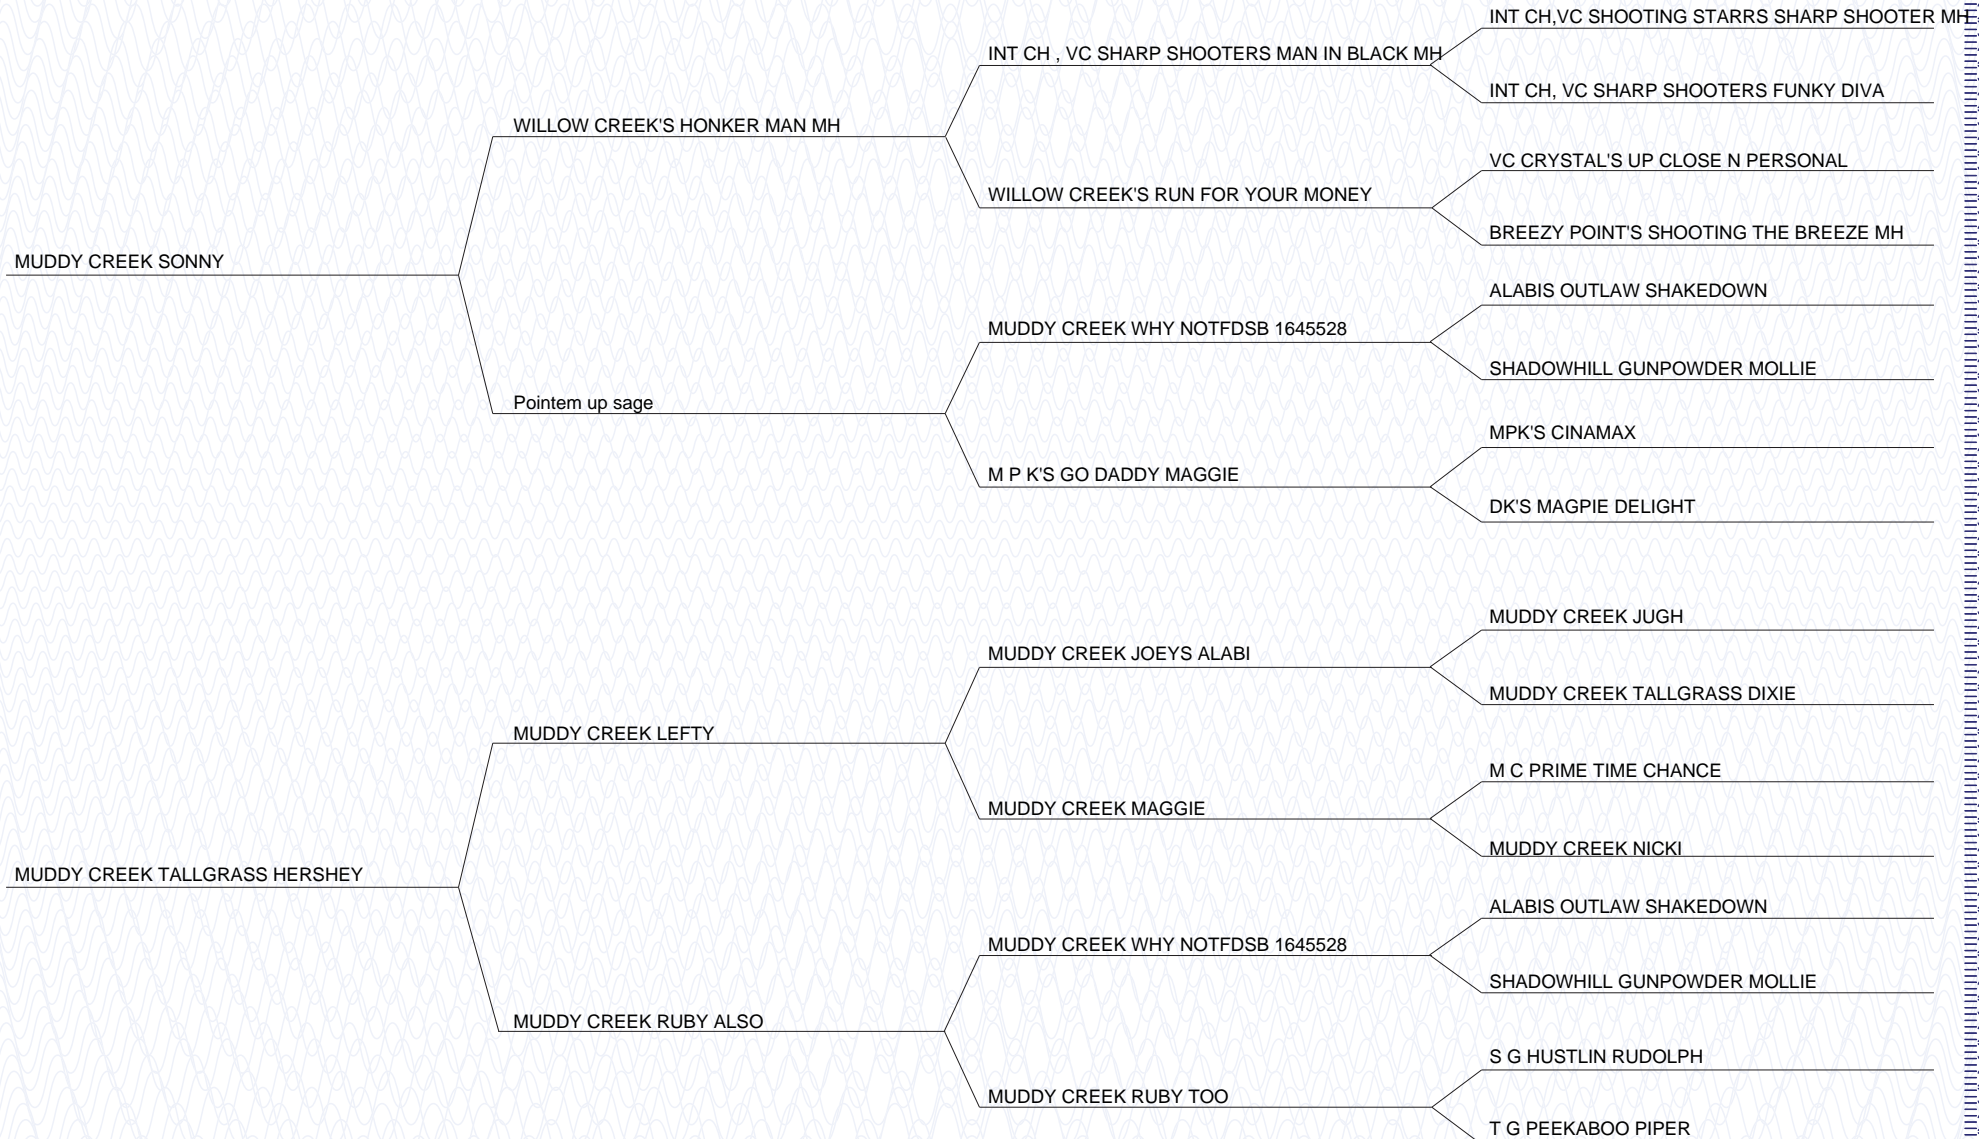 INT CH,VC SHOOTING STARRS SHARP SHOOTER MH
INT CH , VC SHARP SHOOTERS MAN IN BLACK MH
INT CH, VC SHARP SHOOTERS FUNKY DIVA
WILLOW CREEK'S HONKER MAN MH
VC CRYSTAL'S UP CLOSE N PERSONAL
WILLOW CREEK'S RUN FOR YOUR MONEY
BREEZY POINT'S SHOOTING THE BREEZE MH
MUDDY CREEK SONNY
ALABIS OUTLAW SHAKEDOWN
MUDDY CREEK WHY NOTFDSB 1645528
SHADOWHILL GUNPOWDER MOLLIE
Pointem up sage
MPK'S CINAMAX
M P K'S GO DADDY MAGGIE
DK'S MAGPIE DELIGHT
MUDDY CREEK JUGH
MUDDY CREEK JOEYS ALABI
MUDDY CREEK TALLGRASS DIXIE
MUDDY CREEK LEFTY
M C PRIME TIME CHANCE
MUDDY CREEK MAGGIE
MUDDY CREEK NICKI
MUDDY CREEK TALLGRASS HERSHEY
ALABIS OUTLAW SHAKEDOWN
MUDDY CREEK WHY NOTFDSB 1645528
SHADOWHILL GUNPOWDER MOLLIE
MUDDY CREEK RUBY ALSO
S G HUSTLIN RUDOLPH
MUDDY CREEK RUBY TOO
T G PEEKABOO PIPER